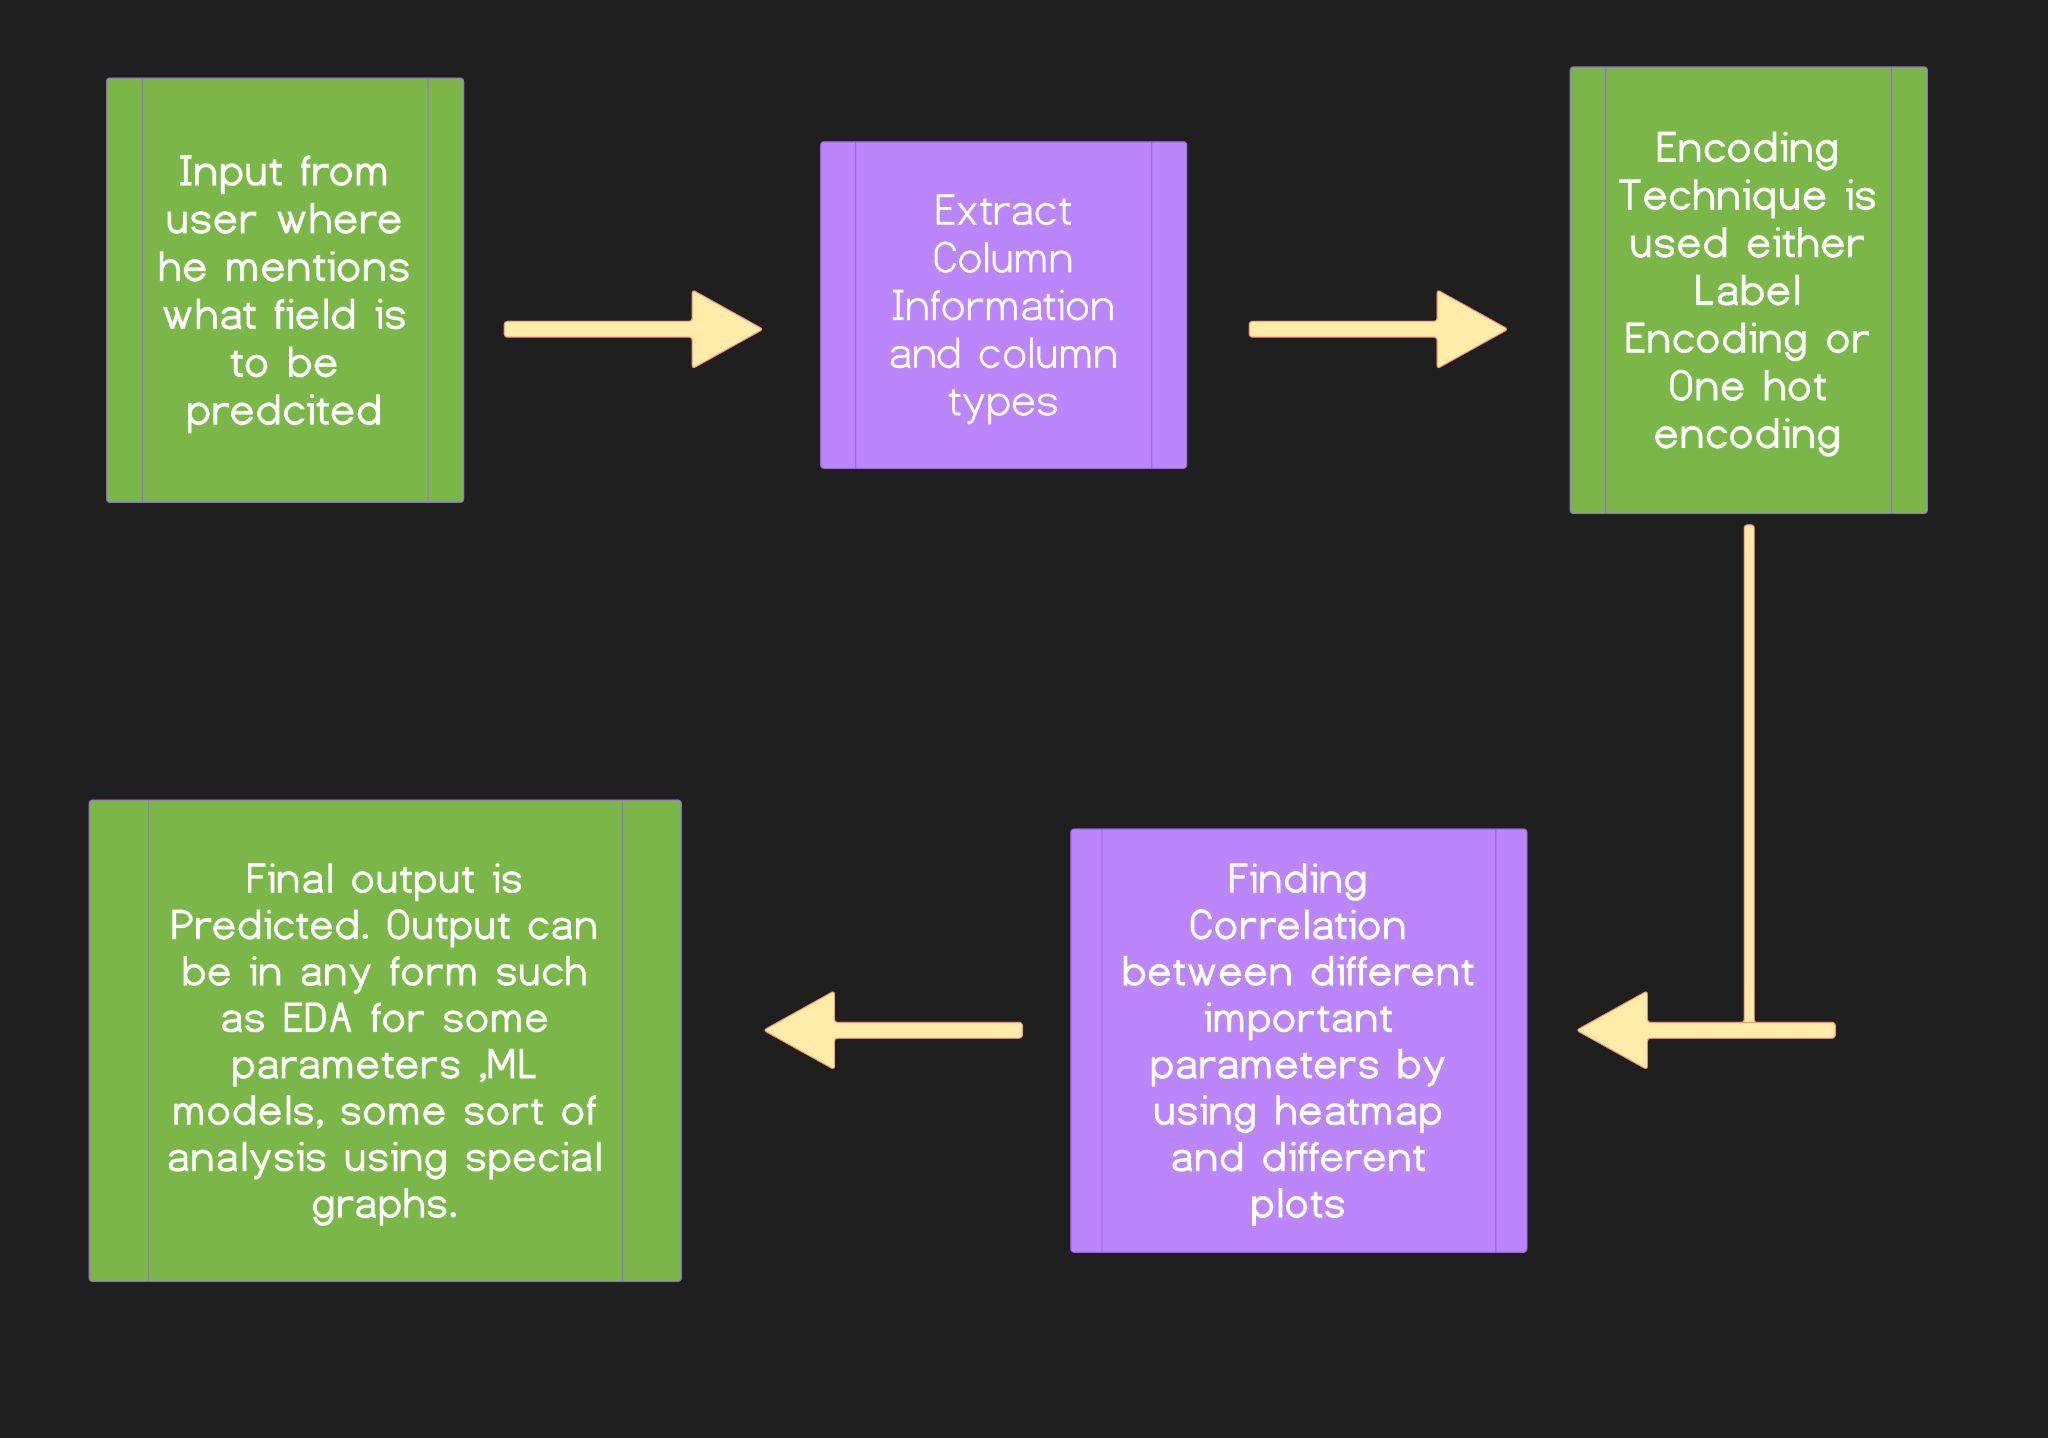 Input from
user where
he mentions
what field is
to be
predcited
Extract
Column
Information
and column
types
Encoding
Technique is
used either
Label
Encoding or
One hot
encoding
Finding
Correlation
between different
important
parameters by
using heatmap
and different
plots
Final output is
Predicted. Output can
be in any form such
as EDA for some
parameters ,ML
models, some sort of
analysis using special
graphs.